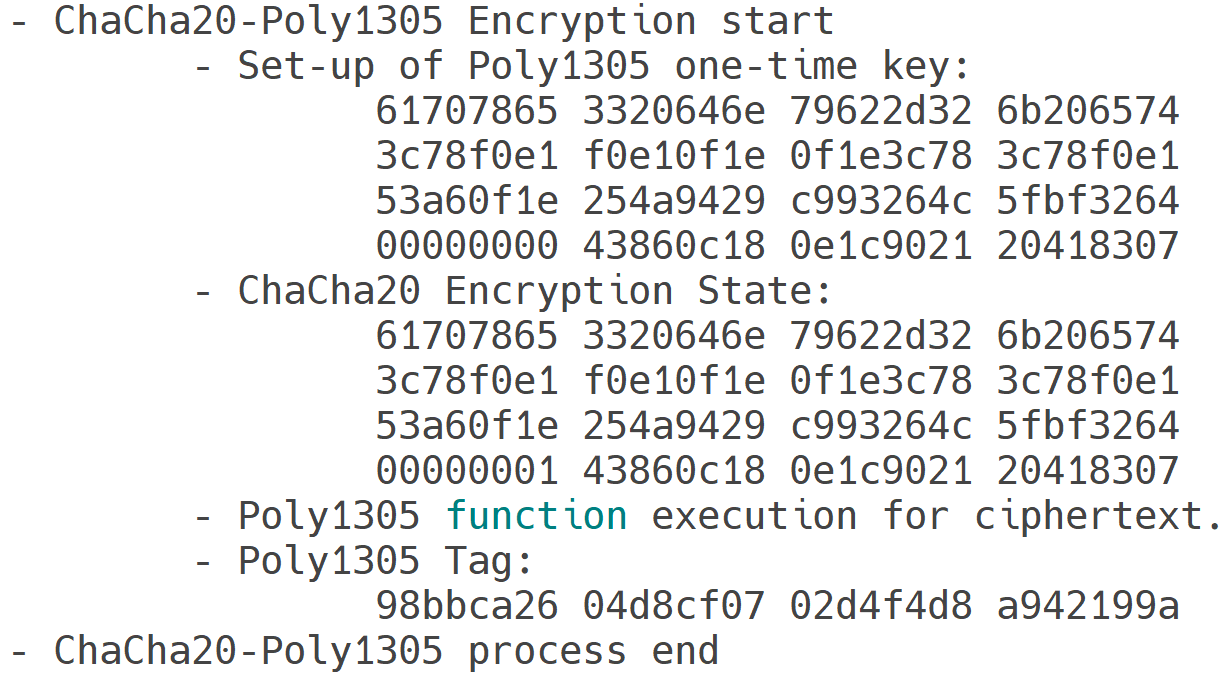 - ChaCha20-Poly1305 Encryption start
- Set-up of Poly1305 one-time key:
61707865 3320646e 79622d32 6b206574
3c78f0e1 f0e10f1e 0f1e3c78 3c78f0e1
53a60f1e 254a9429 c993264c 5fbf3264
00000000 43860c18 0e1c9021 20418307
- ChaCha20 Encryption State:
61707865 3320646e 79622d32 6b206574
3c78f0e1 f0e10f1e 0f1e3c78 3c78f0e1
53a60f1e 254a9429 c993264c 5fbf3264
00000001 43860c18 0e1c9021 20418307
- Poly1305 function execution for ciphertext.
- Poly1305 Tag:
98bbca26 04d8cf07 02d4f4d8 a942199a
- ChaCha20-Poly1305 process end